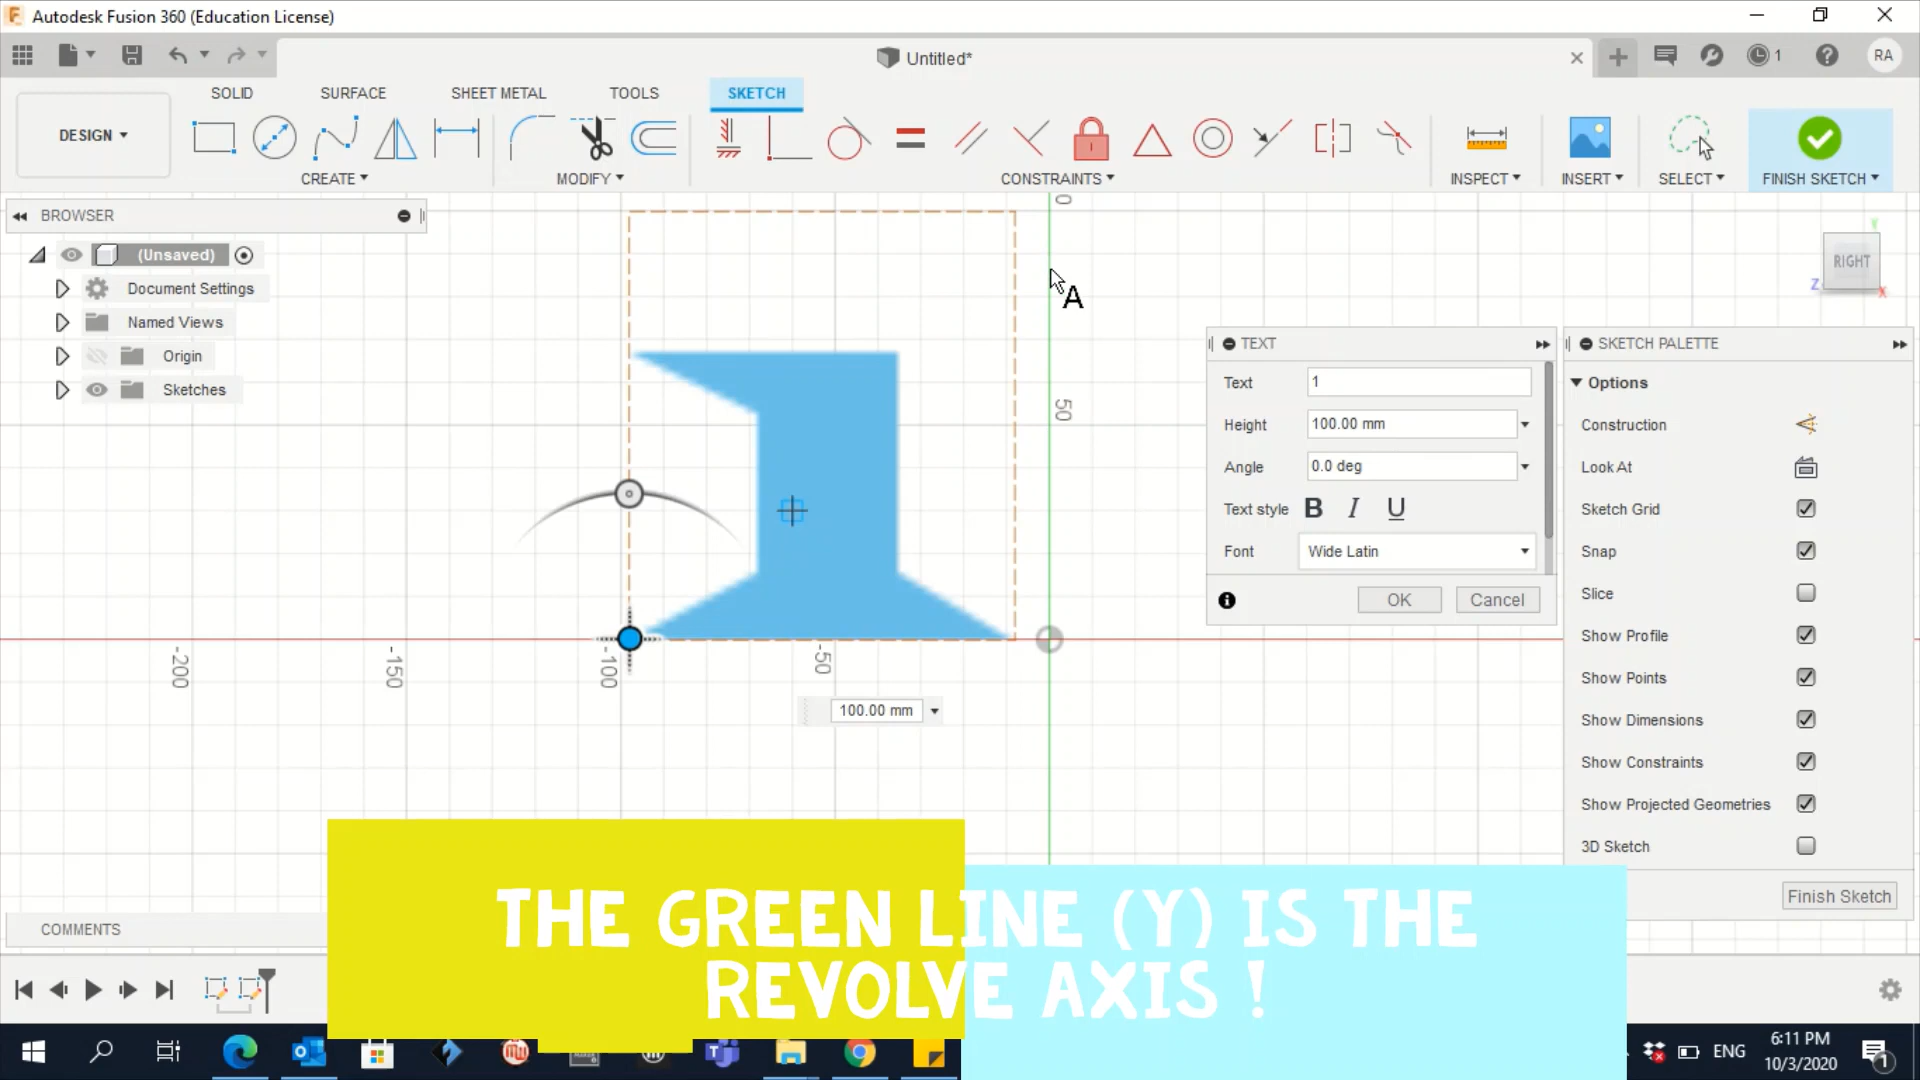 Autodesk Fusion 360 (Education License)
Untitled*
1
RA
SOLID SURFACE SHEET METAL TOOLS SKETCH
DESIGN
CREATE MODIFY CONSTRAINTS INSPECT INSERT SELECT FINISH SKETCH
BROWSER
(Unsaved)
Document Settings
Named Views
Origin
Sketches
0
50
-200
-150
-100
-50
100.00 mm
A
Y
RIGHT
Z
X
TEXT
Text 1
Height 100.00 mm
Angle 0.0 deg
Text style B I U
Font Wide Latin
OK Cancel
SKETCH PALETTE
Options
Construction
Look At
Sketch Grid
Snap
Slice
Show Profile
Show Points
Show Dimensions
Show Constraints
Show Projected Geometries
3D Sketch
Finish Sketch
COMMENTS
THE GREEN LINE (Y) IS THE
REVOLVE AXIS !
ENG
6:11 PM
10/3/2020
1